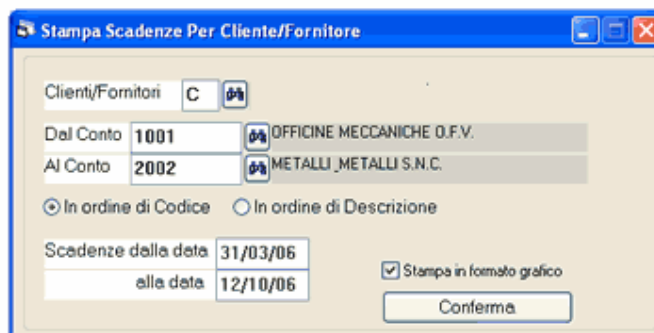 Stampa Scadenze Per Cliente/Fornitore
Clienti/Fornitori C
Dal Conto 1001 OFFICINE MECCANICHE O.F.V.
Al Conto 2002 METALLI_METALLI S.N.C.
In ordine di Codice In ordine di Descrizione
Scadenze dalla data 31/03/06
alla data 12/10/06
Stampa in formato grafico
Conferma